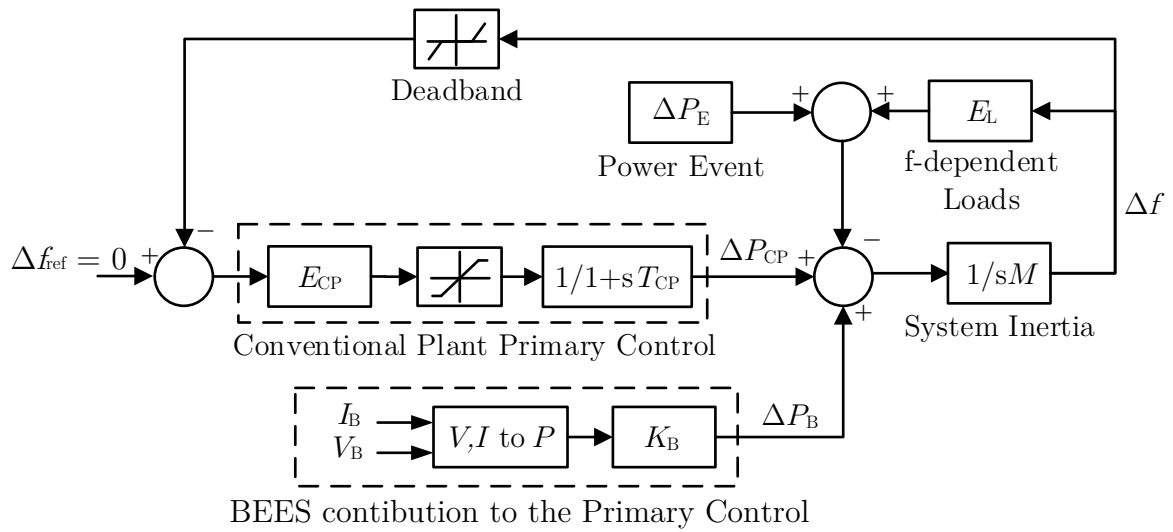 Deadband
ΔP_E
Power Event
E_L
f-dependent
Loads
Δf
Δf_ref = 0
+
−
E_CP
1/1+s T_CP
ΔP_CP
Conventional Plant Primary Control
+
+
−
+
+
1/sM
System Inertia
I_B
V_B
V,I to P
K_B
ΔP_B
BEES contibution to the Primary Control